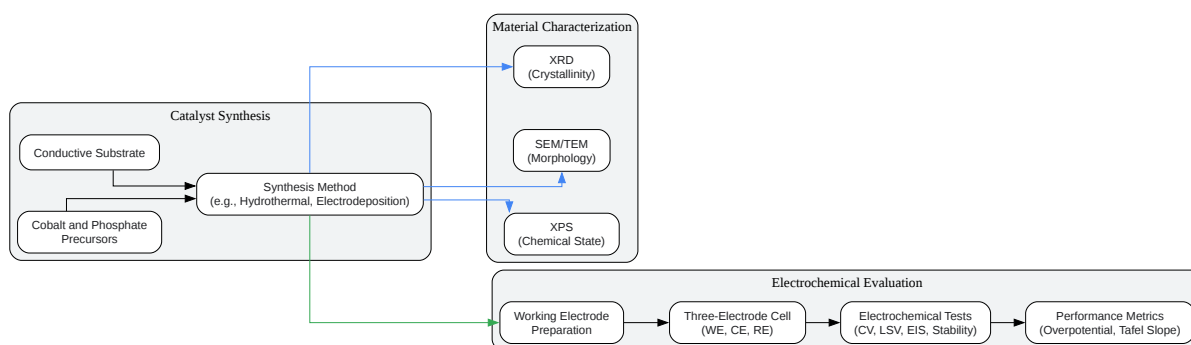 Material Characterization
XRD
(Crystallinity)
SEM/TEM
(Morphology)
XPS
(Chemical State)
Catalyst Synthesis
Conductive Substrate
Synthesis Method
(e.g., Hydrothermal, Electrodeposition)
Cobalt and Phosphate
Precursors
Electrochemical Evaluation
Working Electrode
Preparation
Three-Electrode Cell
(WE, CE, RE)
Electrochemical Tests
(CV, LSV, EIS, Stability)
Performance Metrics
(Overpotential, Tafel Slope)